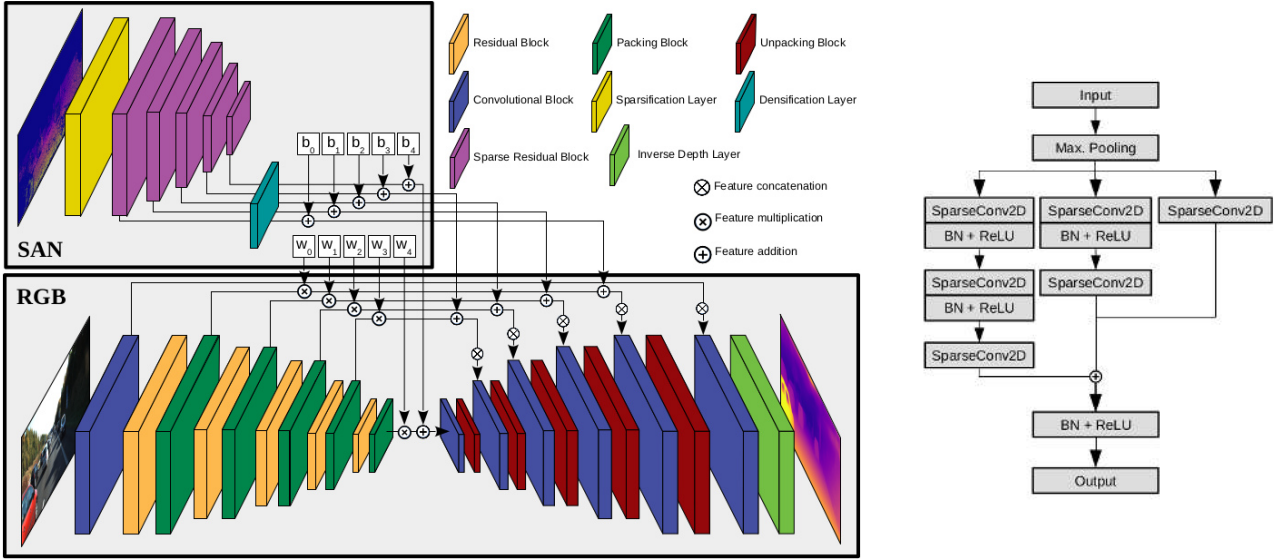 Residual Block
Packing Block
Unpacking Block
Convolutional Block
Sparsification Layer
Densification Layer
Sparse Residual Block
Inverse Depth Layer
Feature concatenation
Feature multiplication
Feature addition
b0 b1 b2 b3 b4
SAN
w0 w1 w2 w3 w4
RGB
Input
Max. Pooling
SparseConv2D SparseConv2D SparseConv2D
BN + ReLU BN + ReLU
SparseConv2D SparseConv2D
BN + ReLU
SparseConv2D
BN + ReLU
Output